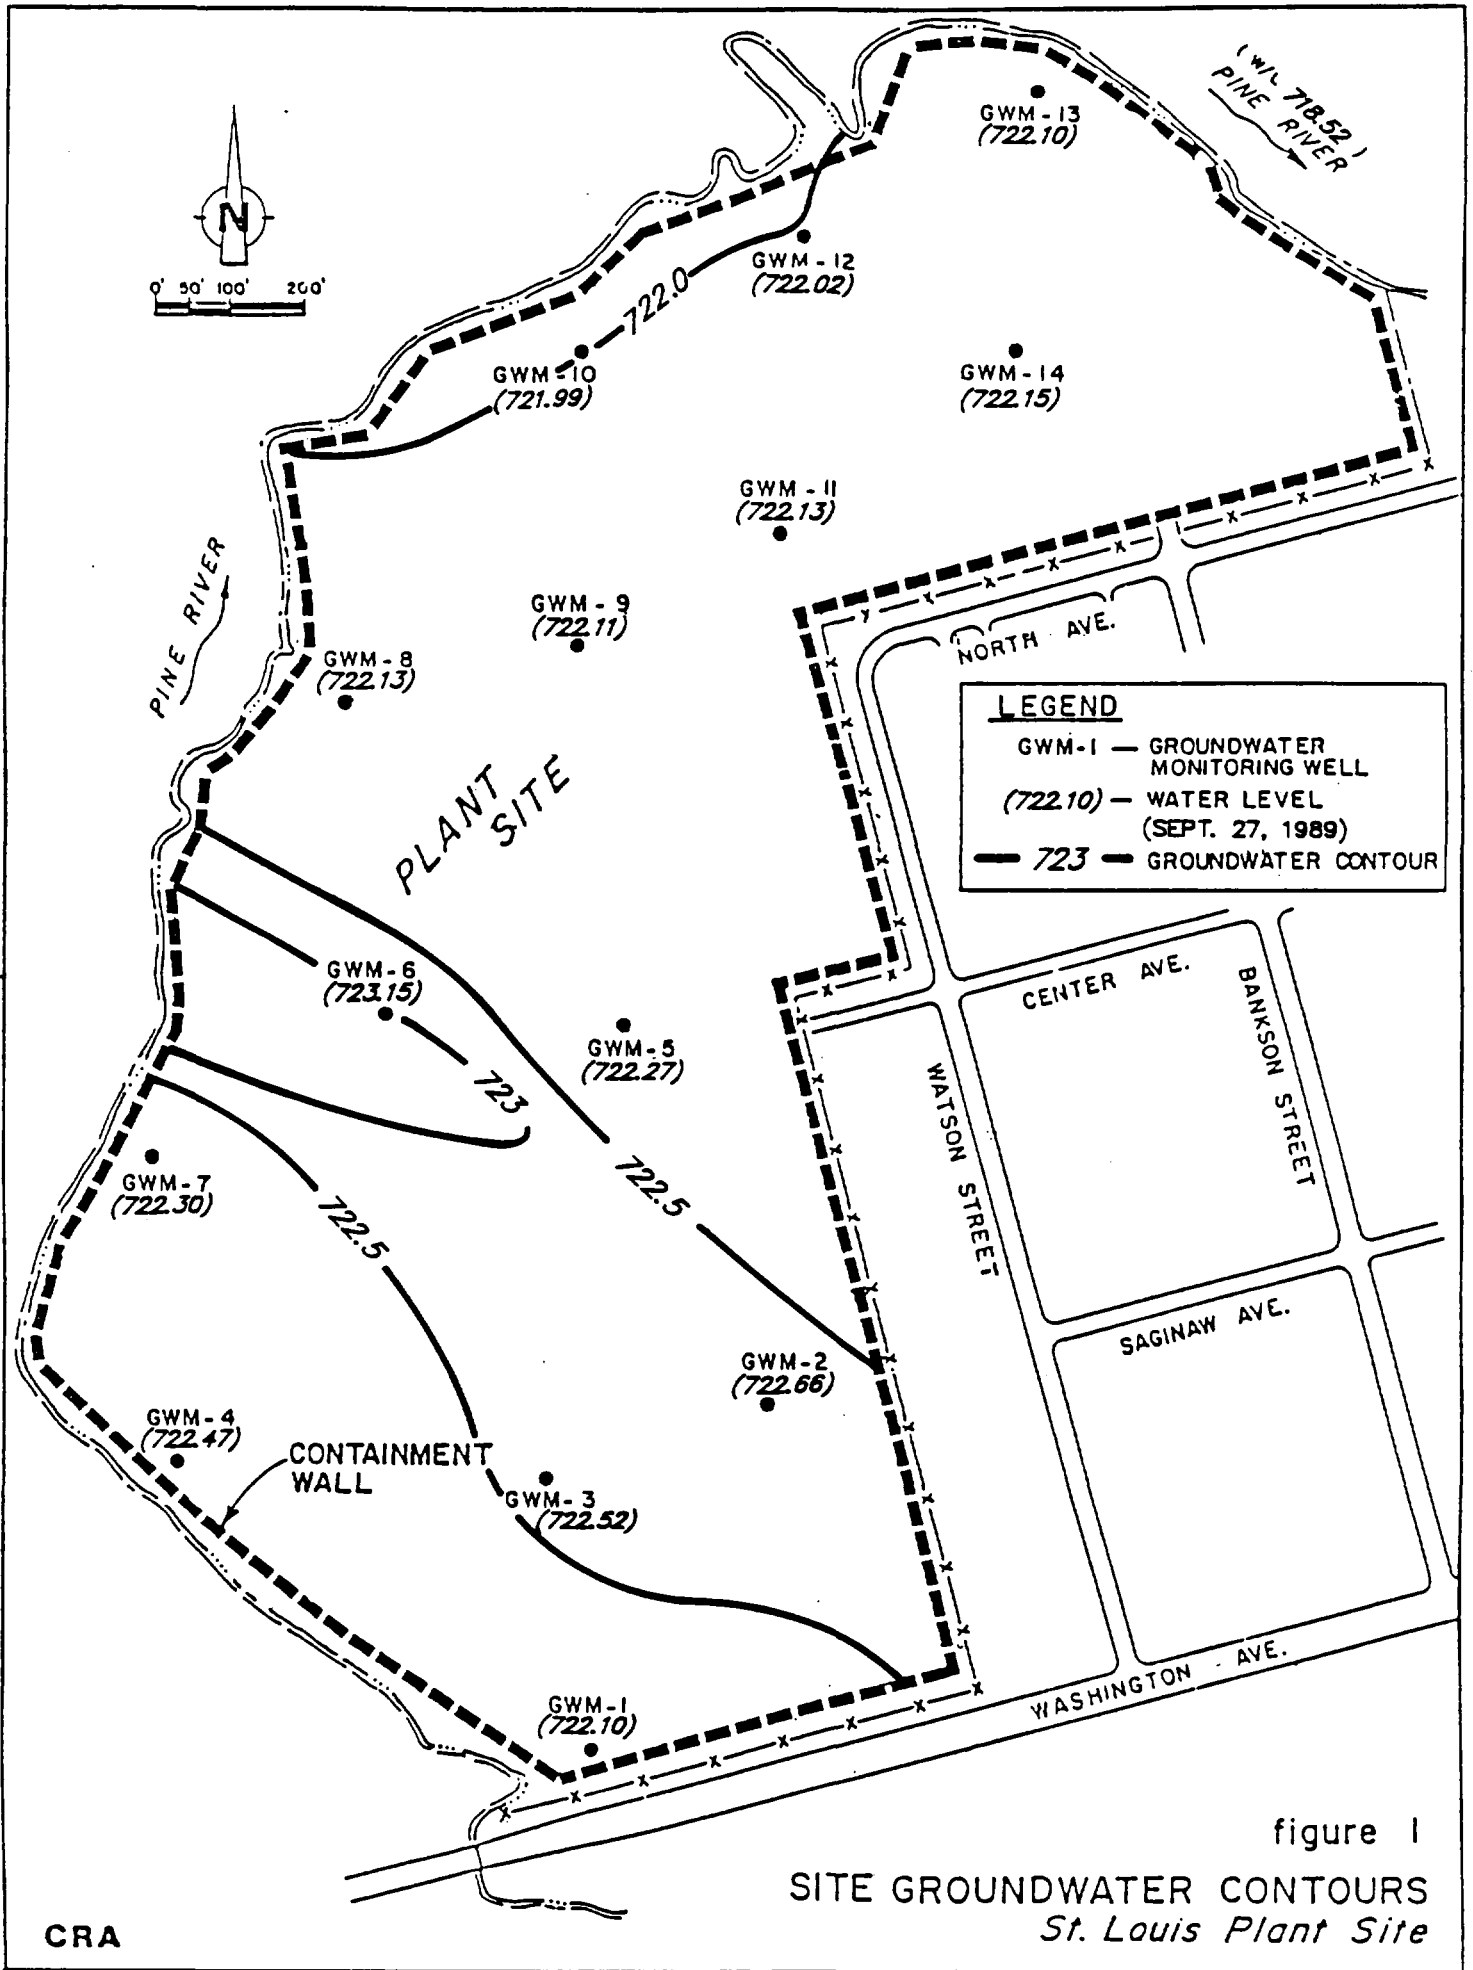 (W/L 718.52)
PINE RIVER
GWM-13
(722.10)
N
0' 50' 100' 200'
GWM-12
(722.02)
722.0
GWM-10
(721.99)
GWM-14
(722.15)
GWM-11
(722.13)
PINE RIVER
GWM-9
(722.11)
GWM-8
(722.13)
NORTH AVE.
PLANT
SITE
LEGEND
GWM-1 — GROUNDWATER
MONITORING WELL
(722.10) — WATER LEVEL
(SEPT. 27, 1989)
723 GROUNDWATER CONTOUR
GWM-6
(723.15)
CENTER AVE.
BANKSON STREET
GWM-5
(722.27)
723
WATSON STREET
GWM-7
(722.30)
722.5
722.5
SAGINAW AVE.
GWM-2
(722.66)
GWM-4
(722.47)
CONTAINMENT
WALL
GWM-3
(722.52)
GWM-1
(722.10)
WASHINGTON AVE.
figure 1
SITE GROUNDWATER CONTOURS
St. Louis Plant Site
CRA